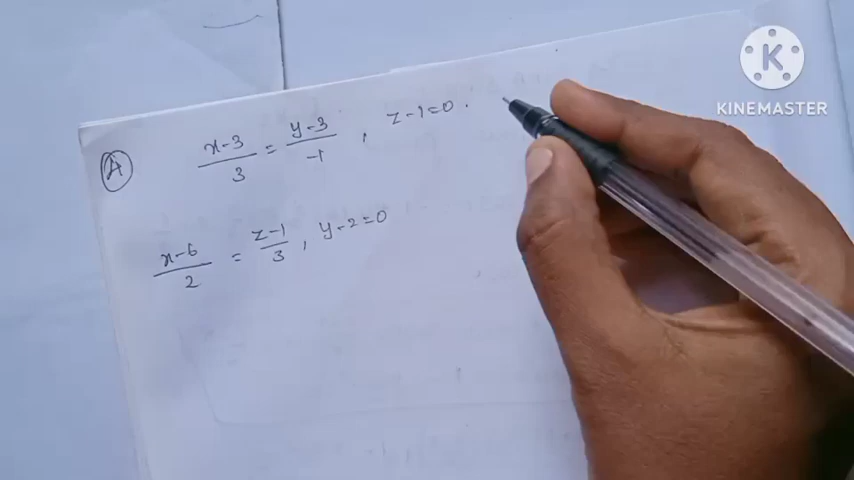 K
KINEMASTER
(A) x-3/3 = y-3/-1 , z-1=0.
x-6/2 = z-1/3 , y-2=0